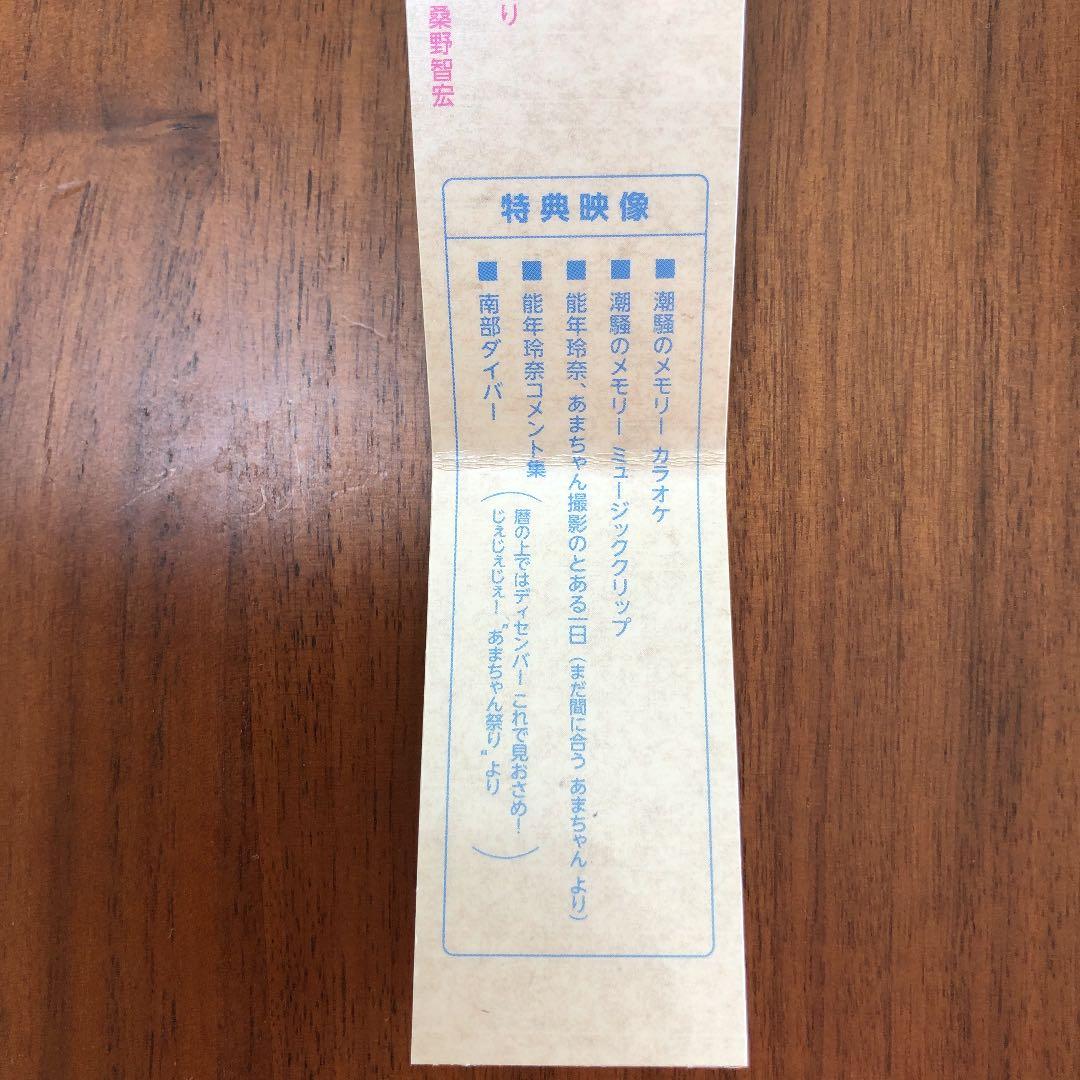 り
桑野智宏
特典映像
■ 潮騒のメモリー カラオケ
■ 潮騒のメモリー ミュージッククリップ
■ 能年玲奈、あまちゃん撮影のとある一日（まだ間に合う あまちゃん より）
■ 能年玲奈コメント集
（暦の上ではディセンバー これで見おさめ！
じぇじぇじぇ！ “あまちゃん祭り” より）
■ 南部ダイバー